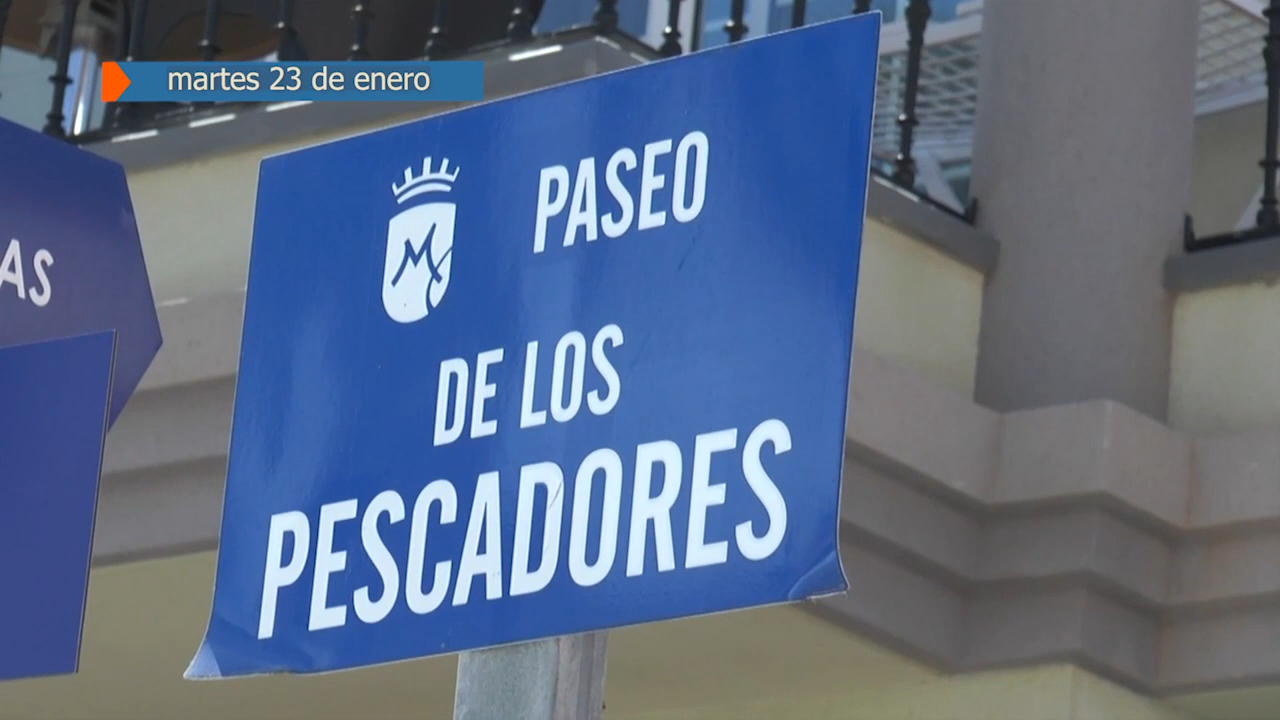 martes 23 de enero
PASEO
DE LOS
PESCADORES
AS